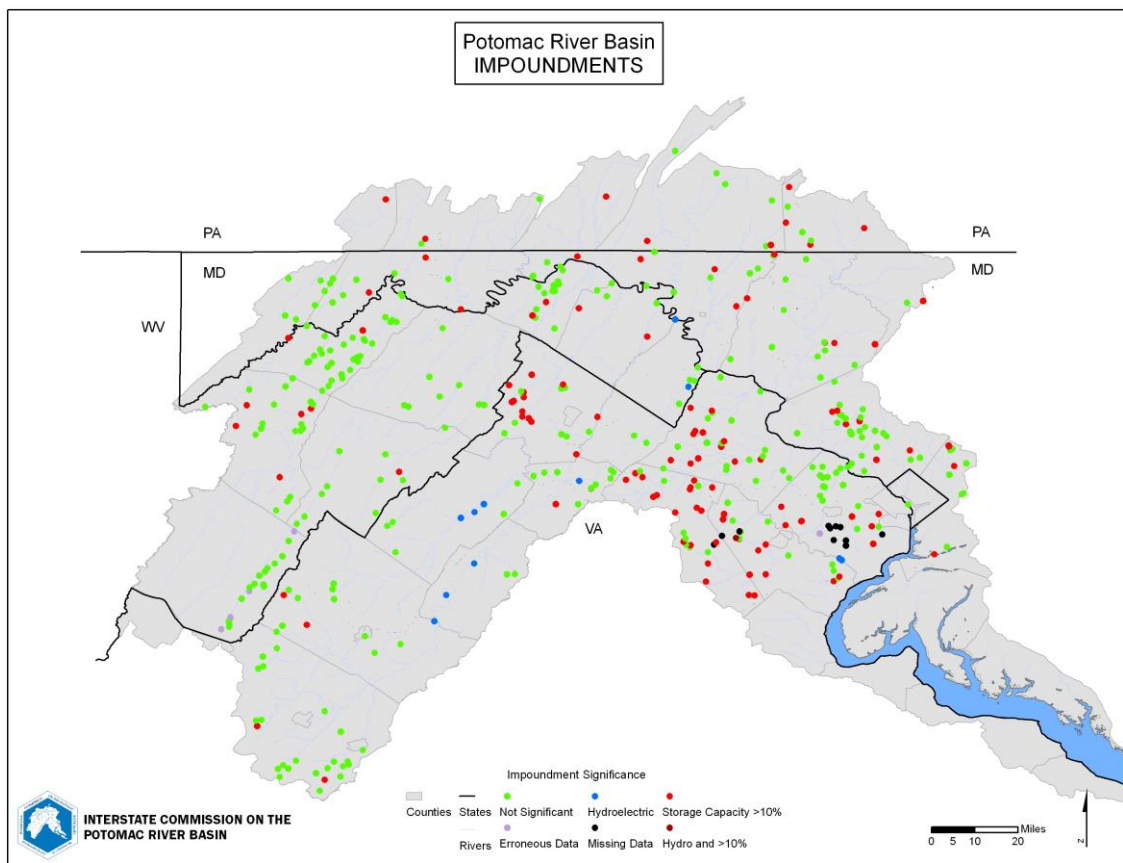 Potomac River Basin
IMPOUNDMENTS
PA
PA
MD
MD
WV
VA
Impoundment Significance
Counties States Not Significant Hydroelectric Storage Capacity >10%
Rivers Erroneous Data Missing Data Hydro and >10%
INTERSTATE COMMISSION ON THE
POTOMAC RIVER BASIN
Miles
0 5 10 20
Z